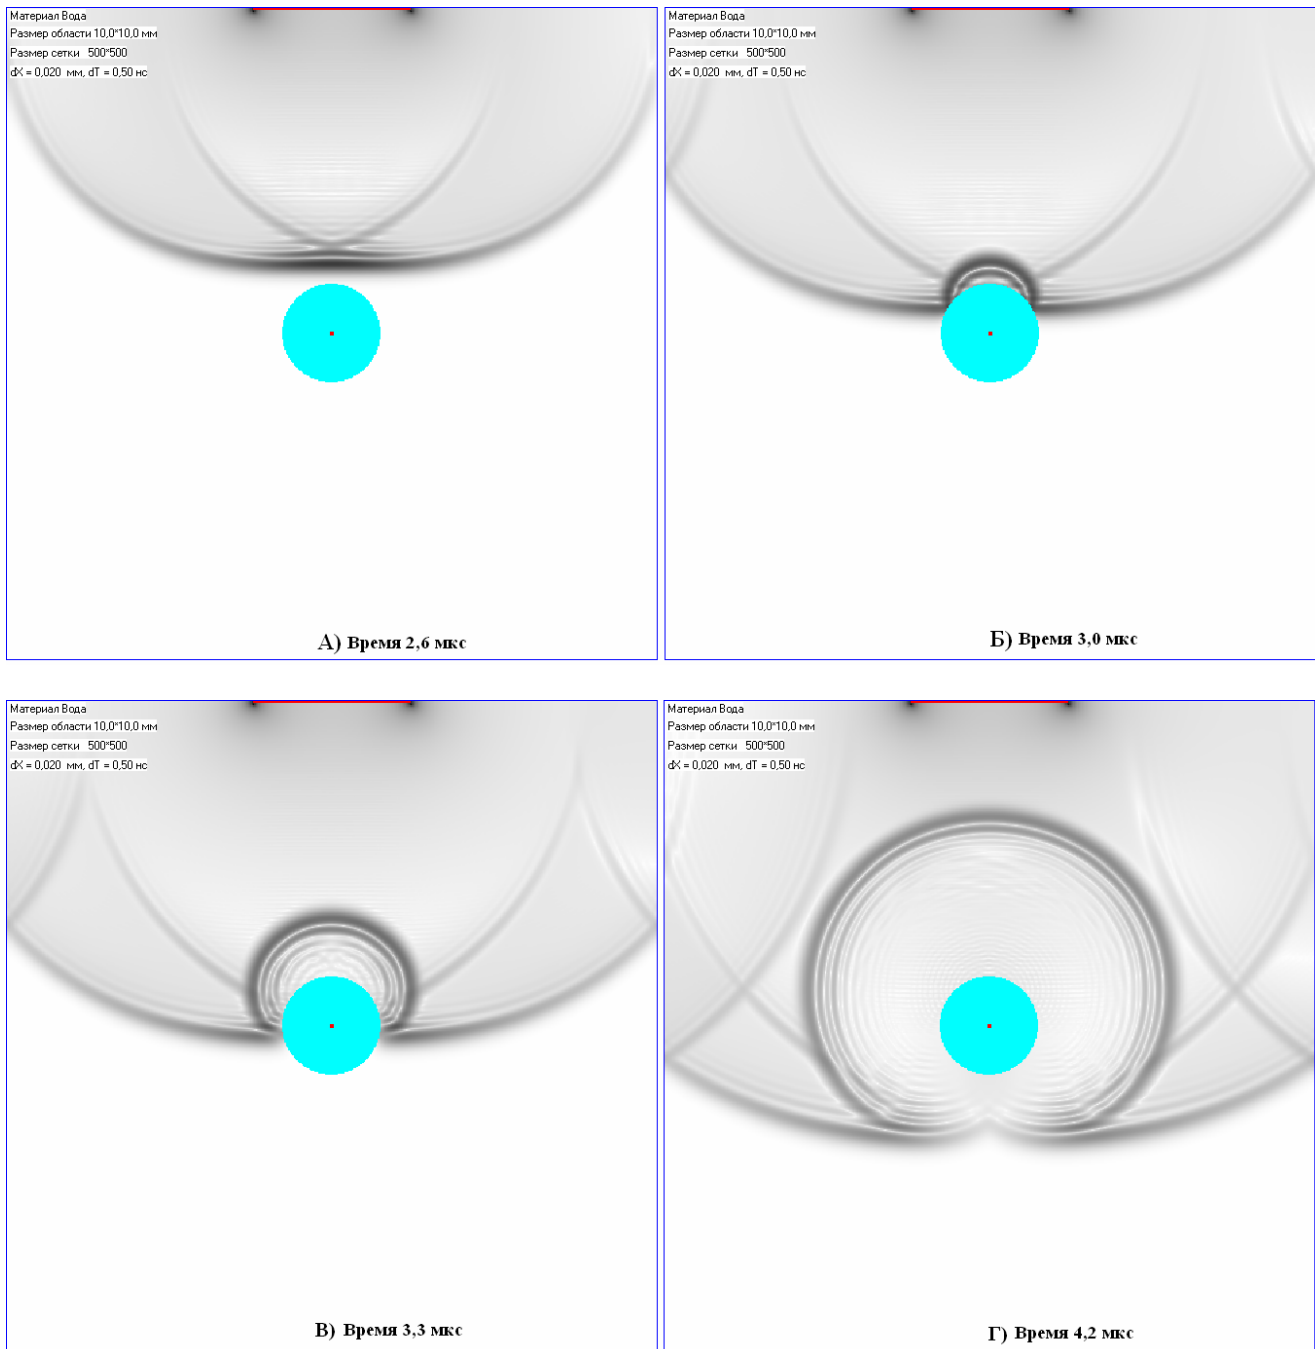 Материал Вода
Размер области 10,0*10,0 мм
Размер сетки 500*500
dX = 0,020 мм, dT = 0,50 нс
А) Время 2,6 мкс
Материал Вода
Размер области 10,0*10,0 мм
Размер сетки 500*500
dX = 0,020 мм, dT = 0,50 нс
Б) Время 3,0 мкс
Материал Вода
Размер области 10,0*10,0 мм
Размер сетки 500*500
dX = 0,020 мм, dT = 0,50 нс
В) Время 3,3 мкс
Материал Вода
Размер области 10,0*10,0 мм
Размер сетки 500*500
dX = 0,020 мм, dT = 0,50 нс
Г) Время 4,2 мкс